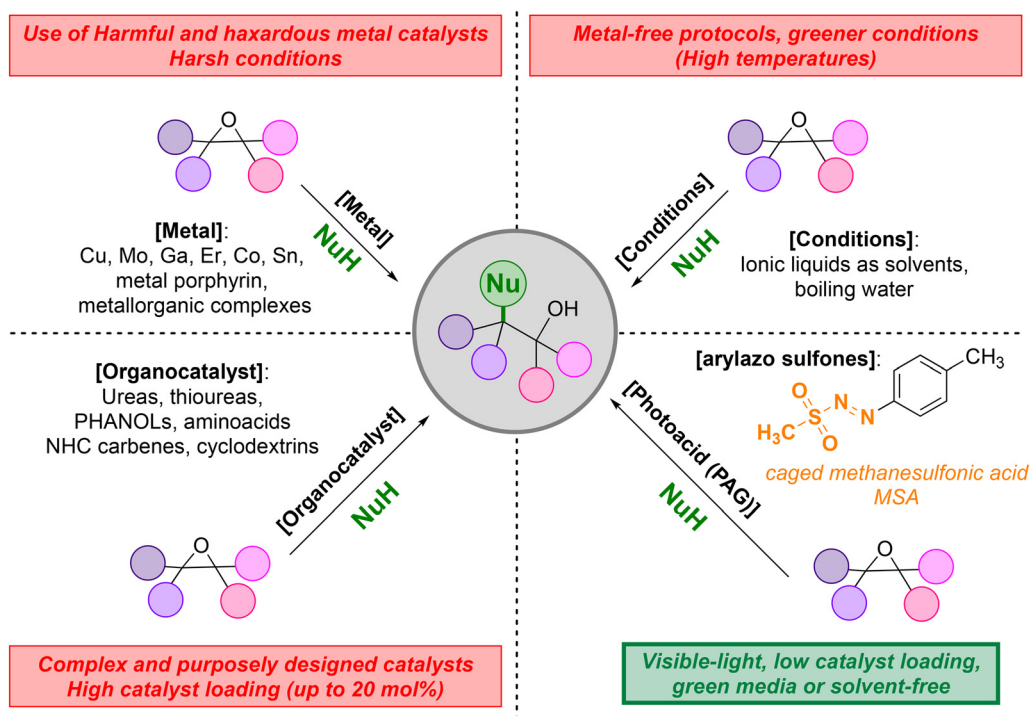 Use of Harmful and haxardous metal catalysts
Harsh conditions
O
[Metal]
NuH
[Metal]:
Cu, Mo, Ga, Er, Co, Sn,
metal porphyrin,
metallorganic complexes
Metal-free protocols, greener conditions
(High temperatures)
O
[Conditions]
NuH
[Conditions]:
Ionic liquids as solvents,
boiling water
Nu
OH
[Organocatalyst]:
Ureas, thioureas,
PHANOLs, aminoacids
NHC carbenes, cyclodextrins
[Organocatalyst]
NuH
O
Complex and purposely designed catalysts
High catalyst loading (up to 20 mol%)
[arylazo sulfones]:
CH3
O
N
S
N
H3C
O
caged methanesulfonic acid
MSA
[Photoacid (PAG)]
NuH
O
Visible-light, low catalyst loading,
green media or solvent-free